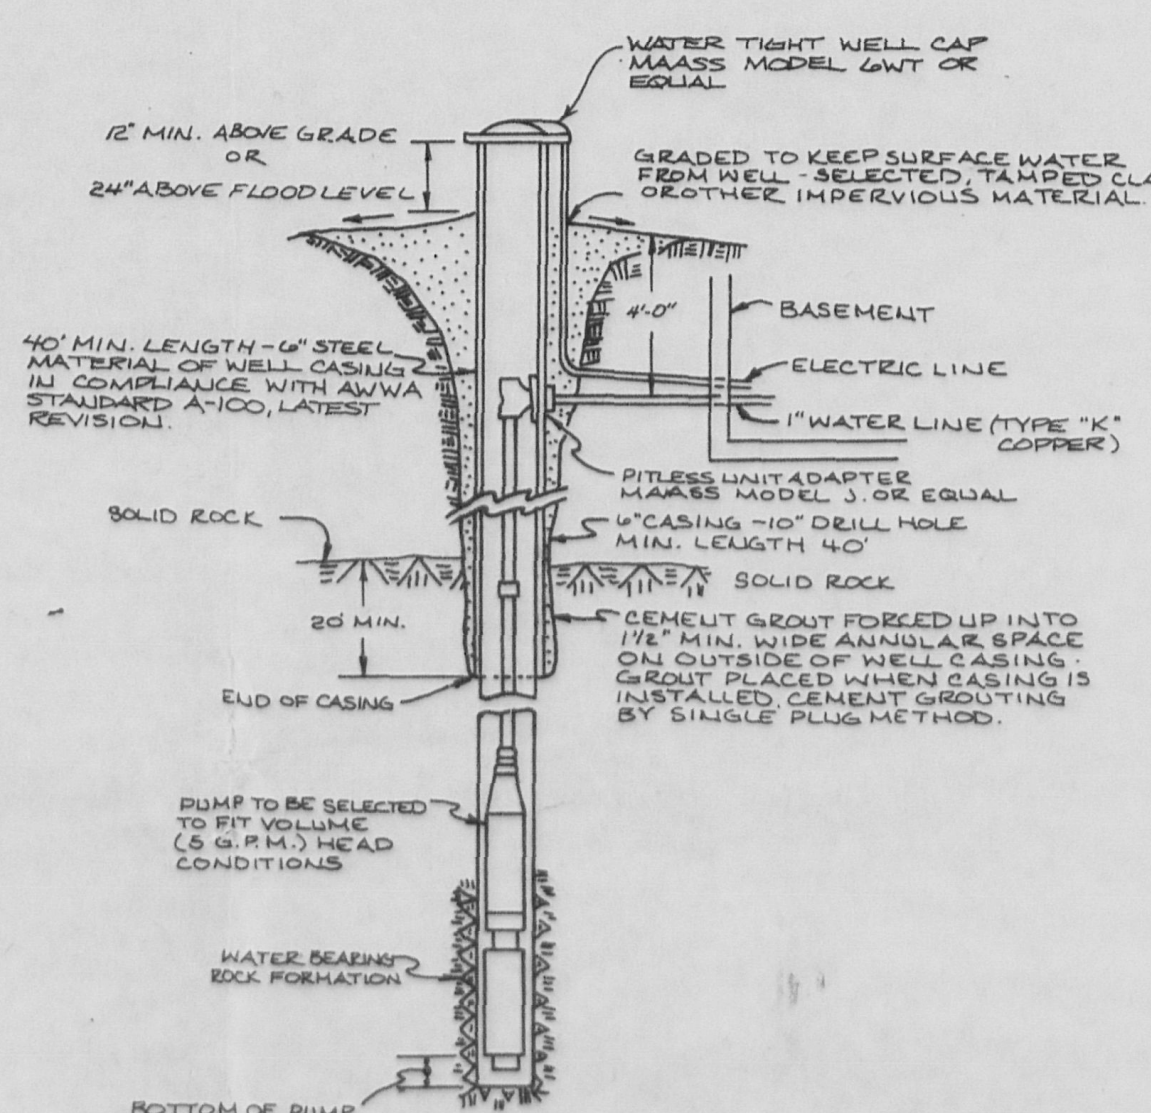 WATER TIGHT WELL CAP
MAASS MODEL 6WT OR
EQUAL
12" MIN. ABOVE GRADE
OR
24" ABOVE FLOOD LEVEL
GRADED TO KEEP SURFACE WATER
FROM WELL - SELECTED, TAMPED CLA
OR OTHER IMPERVIOUS MATERIAL.
4'-0"
BASEMENT
40' MIN. LENGTH - 6" STEEL
MATERIAL OF WELL CASING
IN COMPLIANCE WITH AWWA
STANDARD A-100, LATEST
REVISION.
ELECTRIC LINE
1" WATER LINE (TYPE "K"
COPPER)
PITLESS UNIT ADAPTER
MAASS MODEL J. OR EQUAL
SOLID ROCK
6" CASING - 10" DRILL HOLE
MIN. LENGTH 40'
SOLID ROCK
20' MIN.
CEMENT GROUT FORCED UP INTO
1 1/2" MIN. WIDE ANNULAR SPACE
ON OUTSIDE OF WELL CASING.
GROUT PLACED WHEN CASING IS
INSTALLED. CEMENT GROUTING
BY SINGLE PLUG METHOD.
END OF CASING
PUMP TO BE SELECTED
TO FIT VOLUME
(5 G.P.M.) HEAD
CONDITIONS
WATER BEARING
ROCK FORMATION
BOTTOM OF PUMP